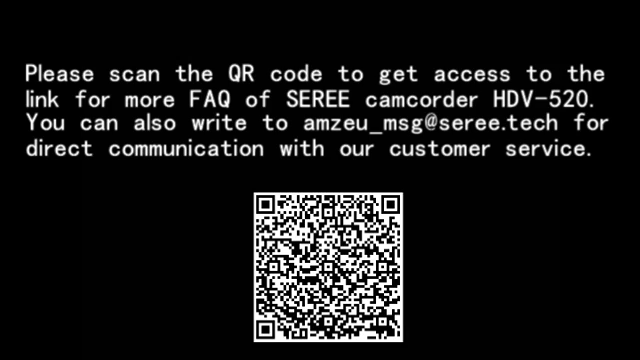 Please scan the QR code to get access to the
link for more FAQ of SEREE camcorder HDV-520.
You can also write to amzeu_msg@seree.tech for
direct communication with our customer service.